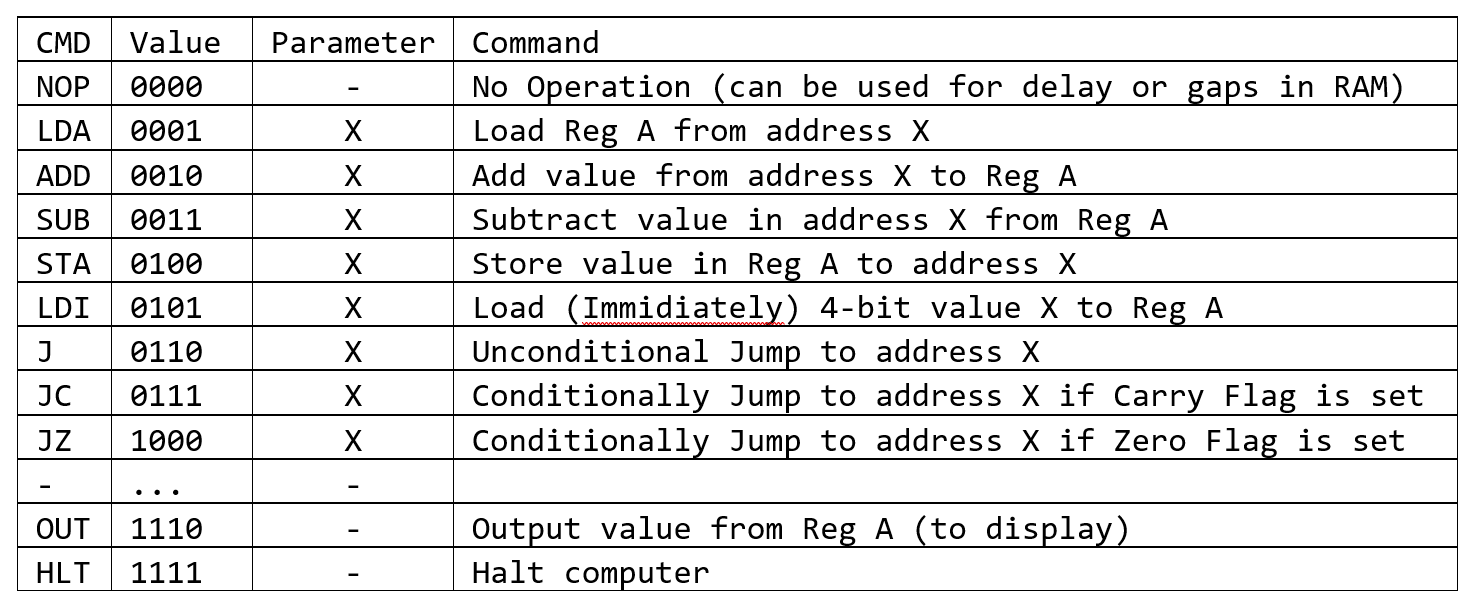 CMD Value Parameter Command
NOP 0000 - No Operation (can be used for delay or gaps in RAM)
LDA 0001 X Load Reg A from address X
ADD 0010 X Add value from address X to Reg A
SUB 0011 X Subtract value in address X from Reg A
STA 0100 X Store value in Reg A to address X
LDI 0101 X Load (Immidiately) 4-bit value X to Reg A
J 0110 X Unconditional Jump to address X
JC 0111 X Conditionally Jump to address X if Carry Flag is set
JZ 1000 X Conditionally Jump to address X if Zero Flag is set
- ... -
OUT 1110 - Output value from Reg A (to display)
HLT 1111 - Halt computer